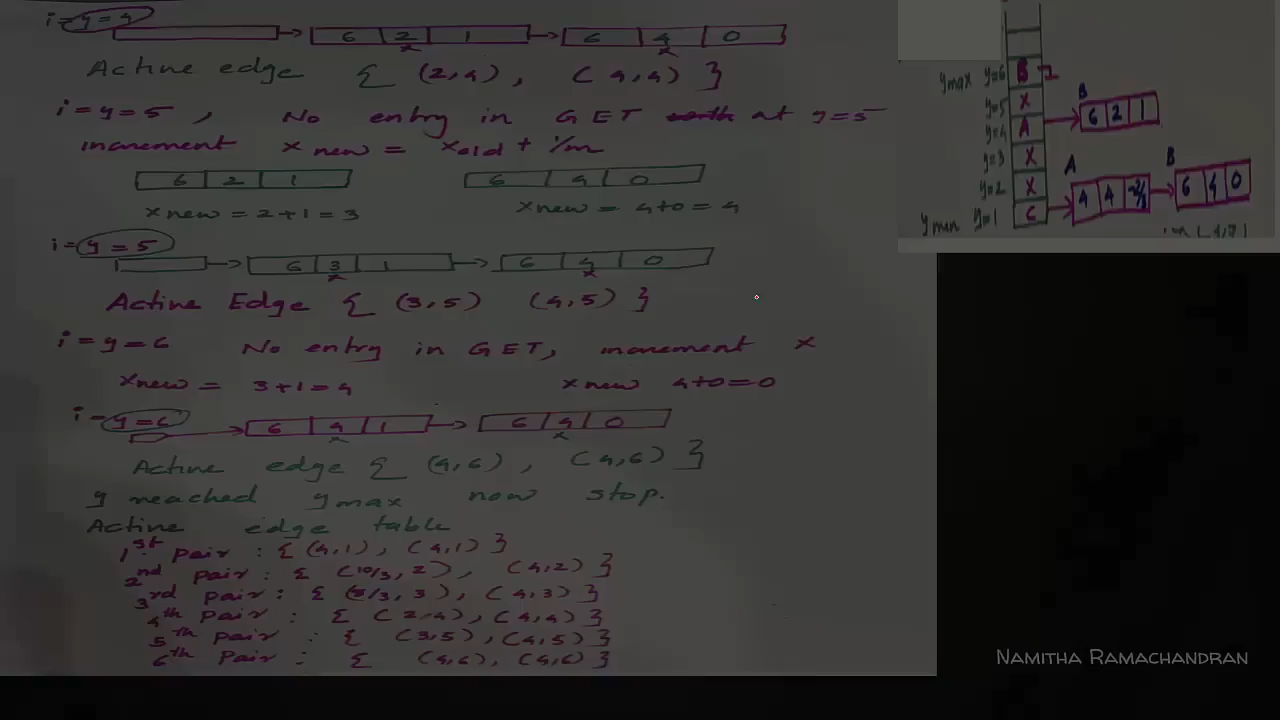 i = y = 4
6 2 1 6 4 0
x x
Active edge { (2,4) , (4,4) }
i = y = 5 , No entry in GET at y = 5
increment x new = x old + 1/m
6 2 1 6 4 0
x new = 2+1 = 3 x new = 4+0 = 4
i = y = 5
6 3 1 6 4 0
x x
Active Edge { (3,5) (4,5) }
i = y = 6 No entry in GET, increment x
x new = 3+1 = 4 x new 4+0=0
i = y = 6
6 4 1 6 4 0
x x
Active edge { (4,6) , (4,6) }
y reached ymax now stop.
Active edge table
1st pair : { (4,1) , (4,1) }
2nd pair : { (10/3, 2) , (4,2) }
3rd pair : { (8/3, 3) , (4,3) }
4th pair : { (2,4) , (4,4) }
5th pair : { (3,5) , (4,5) }
6th pair : { (4,6) , (4,6) }
ymax y=6 B
y=5 X B
y=4 A 6 2 1
y=3 X A B
y=2 X 4 4 -2/3 6 4 0
ymin y=1 C
Namitha Ramachandran